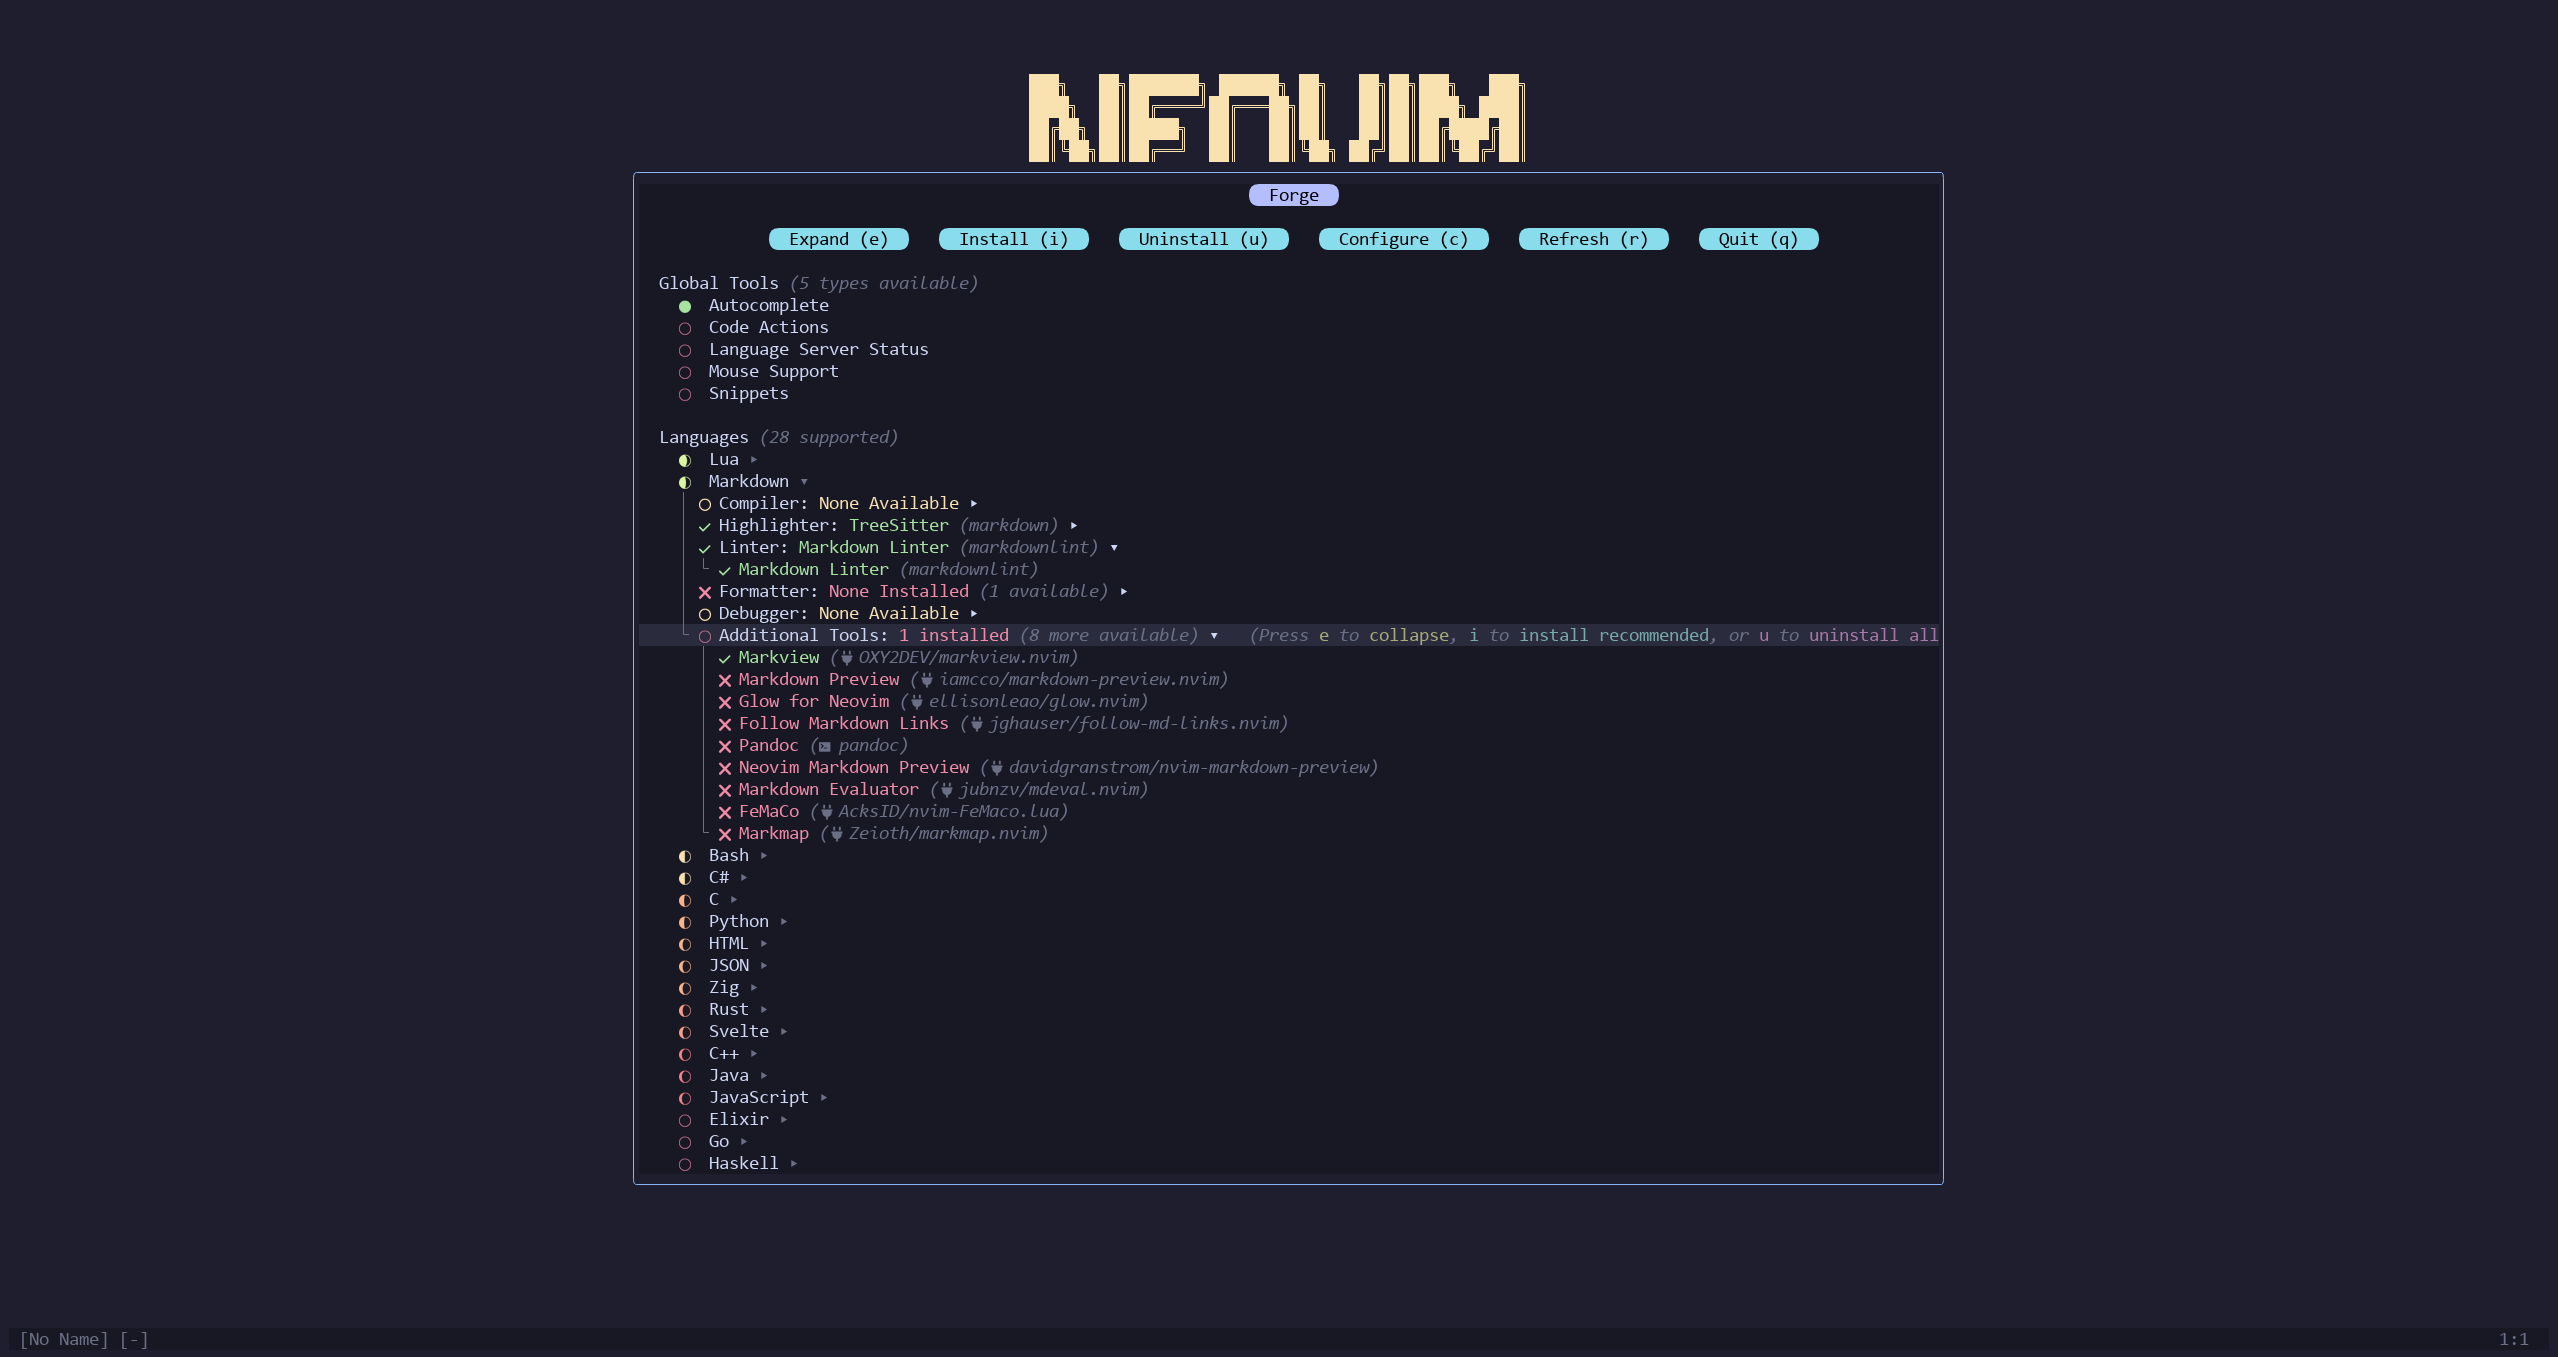 NEOVIM
Forge
Expand (e) Install (i) Uninstall (u) Configure (c) Refresh (r) Quit (q)
Global Tools (5 types available)
Autocomplete
Code Actions
Language Server Status
Mouse Support
Snippets
Languages (28 supported)
Lua
Markdown
Compiler: None Available
Highlighter: TreeSitter (markdown)
Linter: Markdown Linter (markdownlint)
Markdown Linter (markdownlint)
Formatter: None Installed (1 available)
Debugger: None Available
Additional Tools: 1 installed (8 more available) (Press e to collapse, i to install recommended, or u to uninstall all
Markview (OXY2DEV/markview.nvim)
Markdown Preview (iamcco/markdown-preview.nvim)
Glow for Neovim (ellisonleao/glow.nvim)
Follow Markdown Links (jghauser/follow-md-links.nvim)
Pandoc (pandoc)
Neovim Markdown Preview (davidgranstrom/nvim-markdown-preview)
Markdown Evaluator (jubnzv/mdeval.nvim)
FeMaCo (AcksID/nvim-FeMaco.lua)
Markmap (Zeioth/markmap.nvim)
Bash
C#
C
Python
HTML
JSON
Zig
Rust
Svelte
C++
Java
JavaScript
Elixir
Go
Haskell
[No Name] [-] 1:1